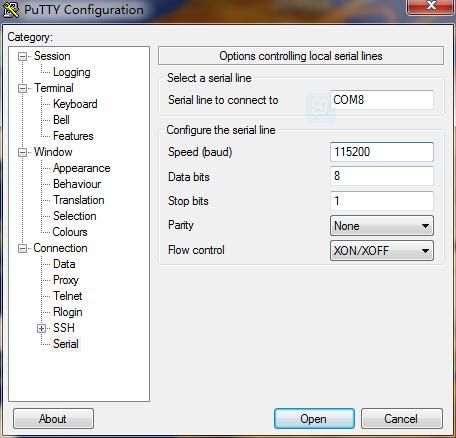 PuTTY Configuration
Category:
Session
Logging
Terminal
Keyboard
Bell
Features
Window
Appearance
Behaviour
Translation
Selection
Colours
Connection
Data
Proxy
Telnet
Rlogin
SSH
Serial
Options controlling local serial lines
Select a serial line
Serial line to connect to COM8
Configure the serial line
Speed (baud) 115200
Data bits 8
Stop bits 1
Parity None
Flow control XON/XOFF
About Open Cancel